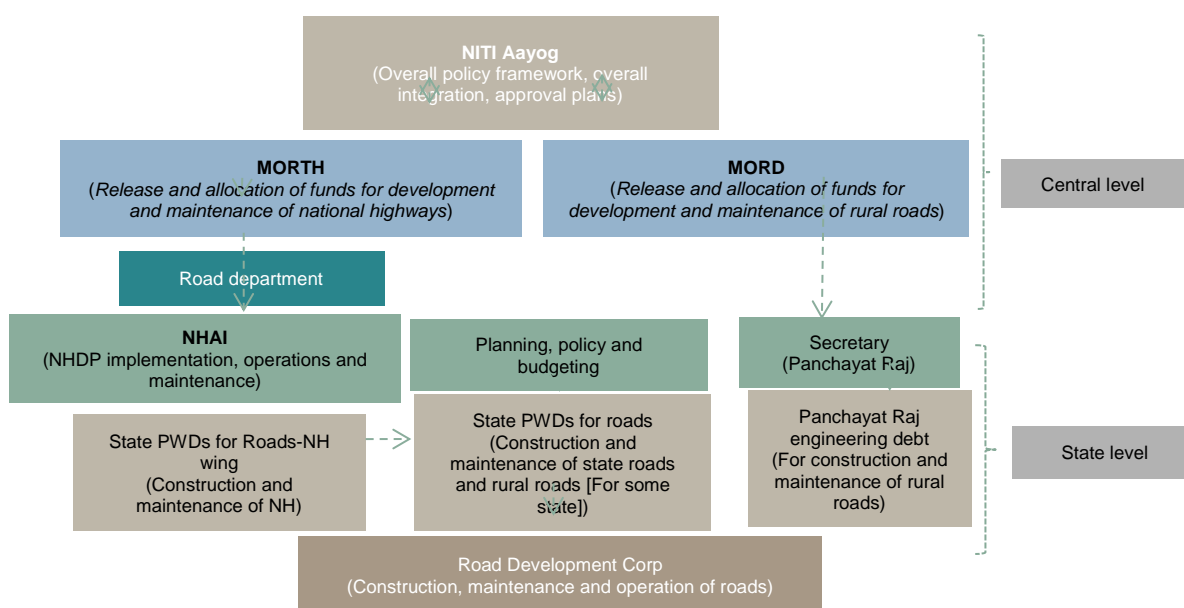 NITI Aayog
(Overall policy framework, overall
integration, approval plans)
MORTH
(Release and allocation of funds for development
and maintenance of national highways)
MORD
(Release and allocation of funds for
development and maintenance of rural roads)
Central level
Road department
NHAI
(NHDP implementation, operations and
maintenance)
Planning, policy and
budgeting
Secretary
(Panchayat Raj)
State PWDs for Roads-NH
wing
(Construction and
maintenance of NH)
State PWDs for roads
(Construction and
maintenance of state roads
and rural roads [For some
state])
Panchayat Raj
engineering debt
(For construction and
maintenance of rural
roads)
State level
Road Development Corp
(Construction, maintenance and operation of roads)